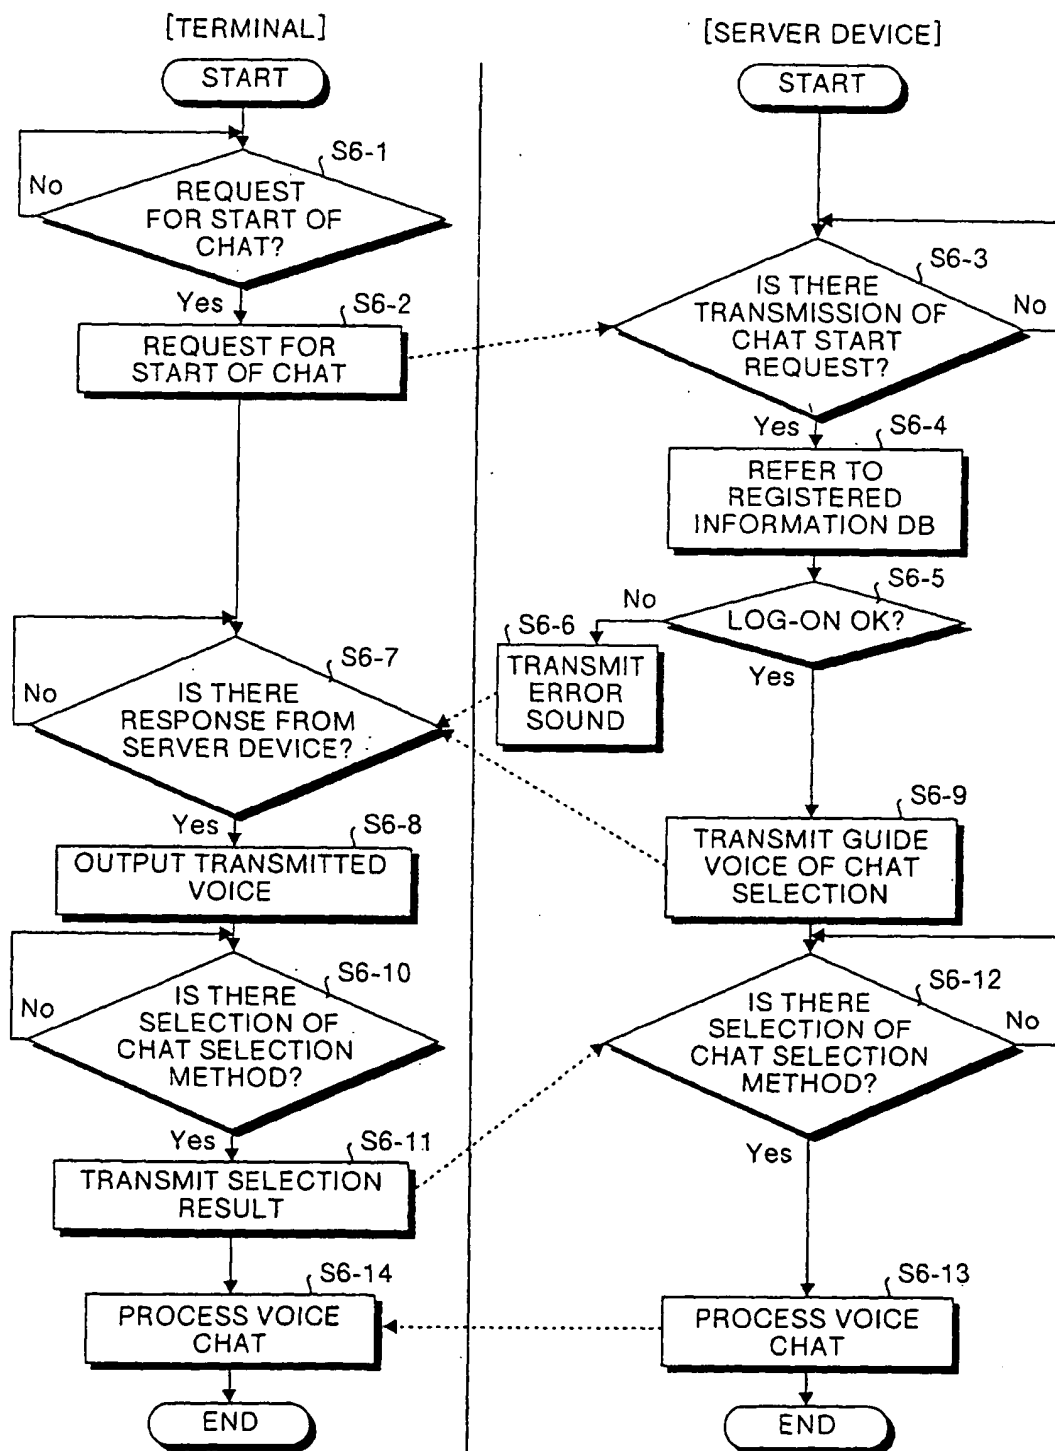 [TERMINAL]
START
S6-1
No
REQUEST
FOR START OF
CHAT?
Yes
S6-2
REQUEST FOR
START OF CHAT
S6-7
No
IS THERE
RESPONSE FROM
SERVER DEVICE?
Yes
S6-8
OUTPUT TRANSMITTED
VOICE
S6-10
No
IS THERE
SELECTION OF
CHAT SELECTION
METHOD?
Yes
S6-11
TRANSMIT SELECTION
RESULT
S6-14
PROCESS VOICE
CHAT
END
[SERVER DEVICE]
START
S6-3
No
IS THERE
TRANSMISSION OF
CHAT START
REQUEST?
Yes
S6-4
REFER TO
REGISTERED
INFORMATION DB
S6-5
No
LOG-ON OK?
Yes
S6-6
TRANSMIT
ERROR
SOUND
S6-9
TRANSMIT GUIDE
VOICE OF CHAT
SELECTION
S6-12
No
IS THERE
SELECTION OF
CHAT SELECTION
METHOD?
Yes
S6-13
PROCESS VOICE
CHAT
END